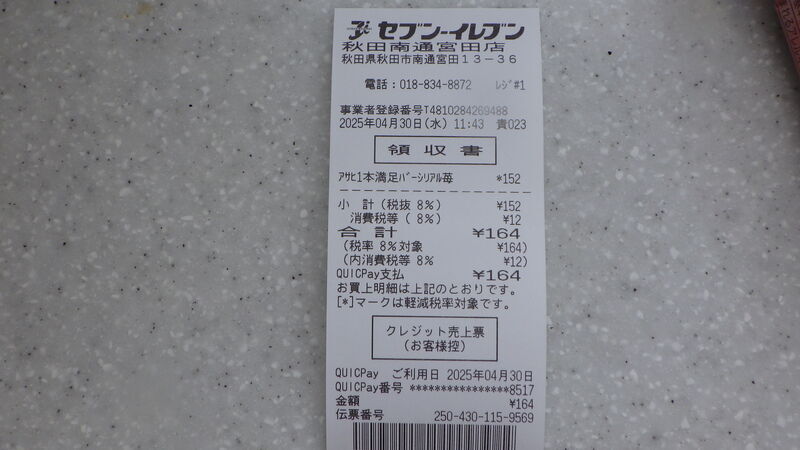 セブン-イレブン
秋田南通宮田店
秋田県秋田市南通宮田13-36
電話:018-834-8872 ﾚｼﾞ#1
事業者登録番号T4810284269488
2025年04月30日(水) 11:43 責023
領収書
ｱｻﾋ1本満足ﾊﾞｰｼﾘｱﾙ苺 *152
小 計(税抜 8%) ¥152
消費税等( 8%) ¥12
合計 ¥164
(税率 8%対象 ¥164)
(内消費税等 8% ¥12)
QUICPay支払 ¥164
お買上明細は上記のとおりです。
[*]マークは軽減税率対象です。
クレジット売上票
(お客様控)
QUICPay ご利用日 2025年04月30日
QUICPay番号 ****************8517
金額 ¥164
伝票番号 250-430-115-9569